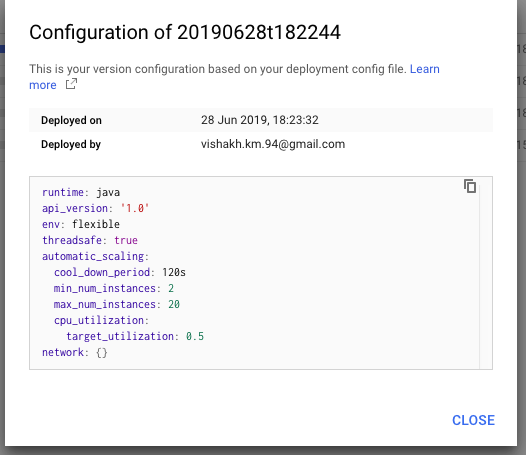 Configuration of 20190628t182244
This is your version configuration based on your deployment config file. Learn
more
Deployed on 28 Jun 2019, 18:23:32
Deployed by vishakh.km.94@gmail.com
runtime: java
api_version: '1.0'
env: flexible
threadsafe: true
automatic_scaling:
  cool_down_period: 120s
  min_num_instances: 2
  max_num_instances: 20
  cpu_utilization:
    target_utilization: 0.5
network: {}
CLOSE